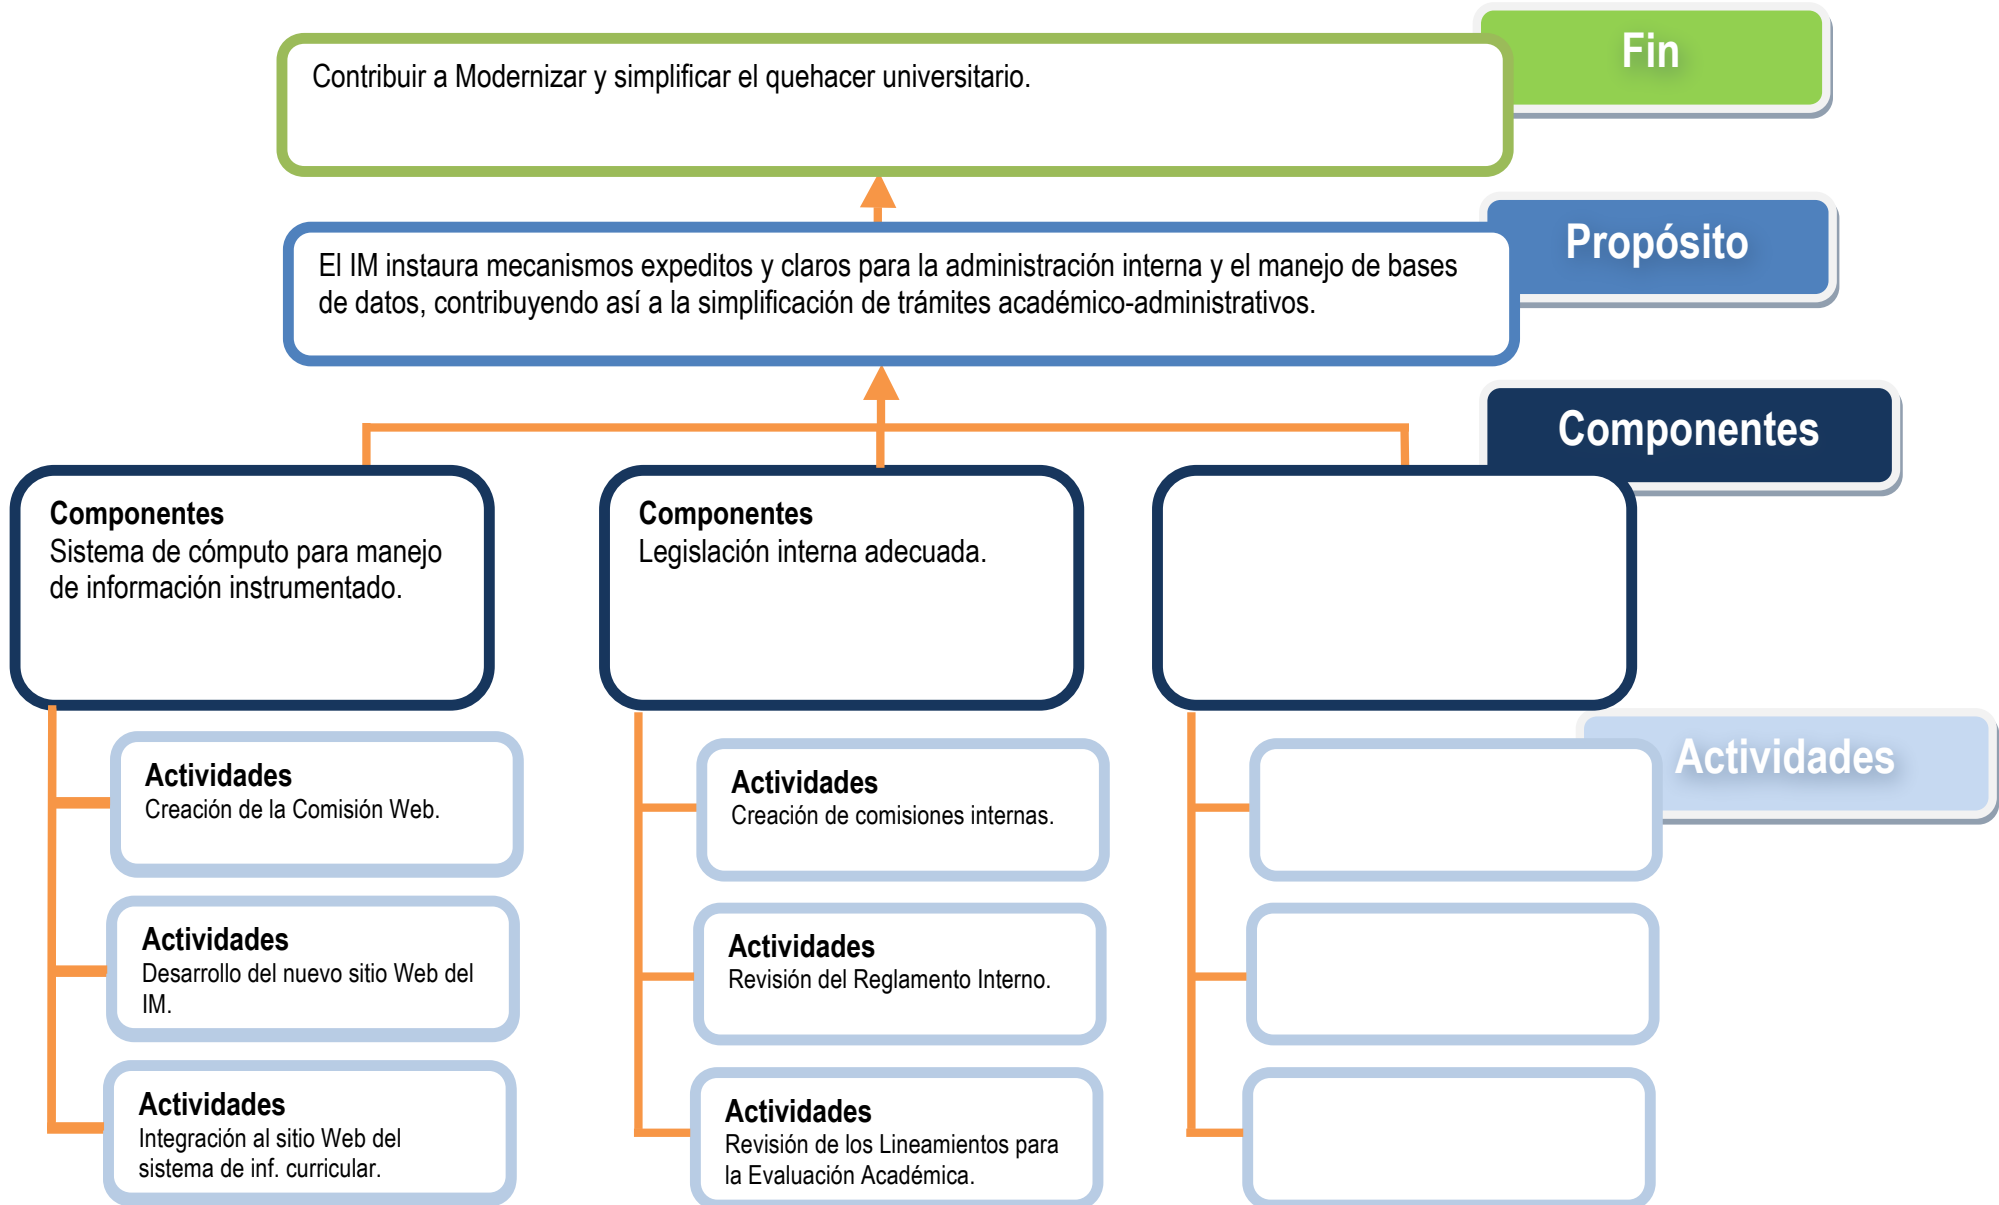 Fin
Contribuir a Modernizar y simplificar el quehacer universitario.
Propósito
El IM instaura mecanismos expeditos y claros para la administración interna y el manejo de bases
de datos, contribuyendo así a la simplificación de trámites académico-administrativos.
Componentes
Componentes
Sistema de cómputo para manejo
de información instrumentado.
Componentes
Legislación interna adecuada.
Actividades
Actividades
Creación de la Comisión Web.
Actividades
Desarrollo del nuevo sitio Web del
IM.
Actividades
Integración al sitio Web del
sistema de inf. curricular.
Actividades
Creación de comisiones internas.
Actividades
Revisión del Reglamento Interno.
Actividades
Revisión de los Lineamientos para
la Evaluación Académica.